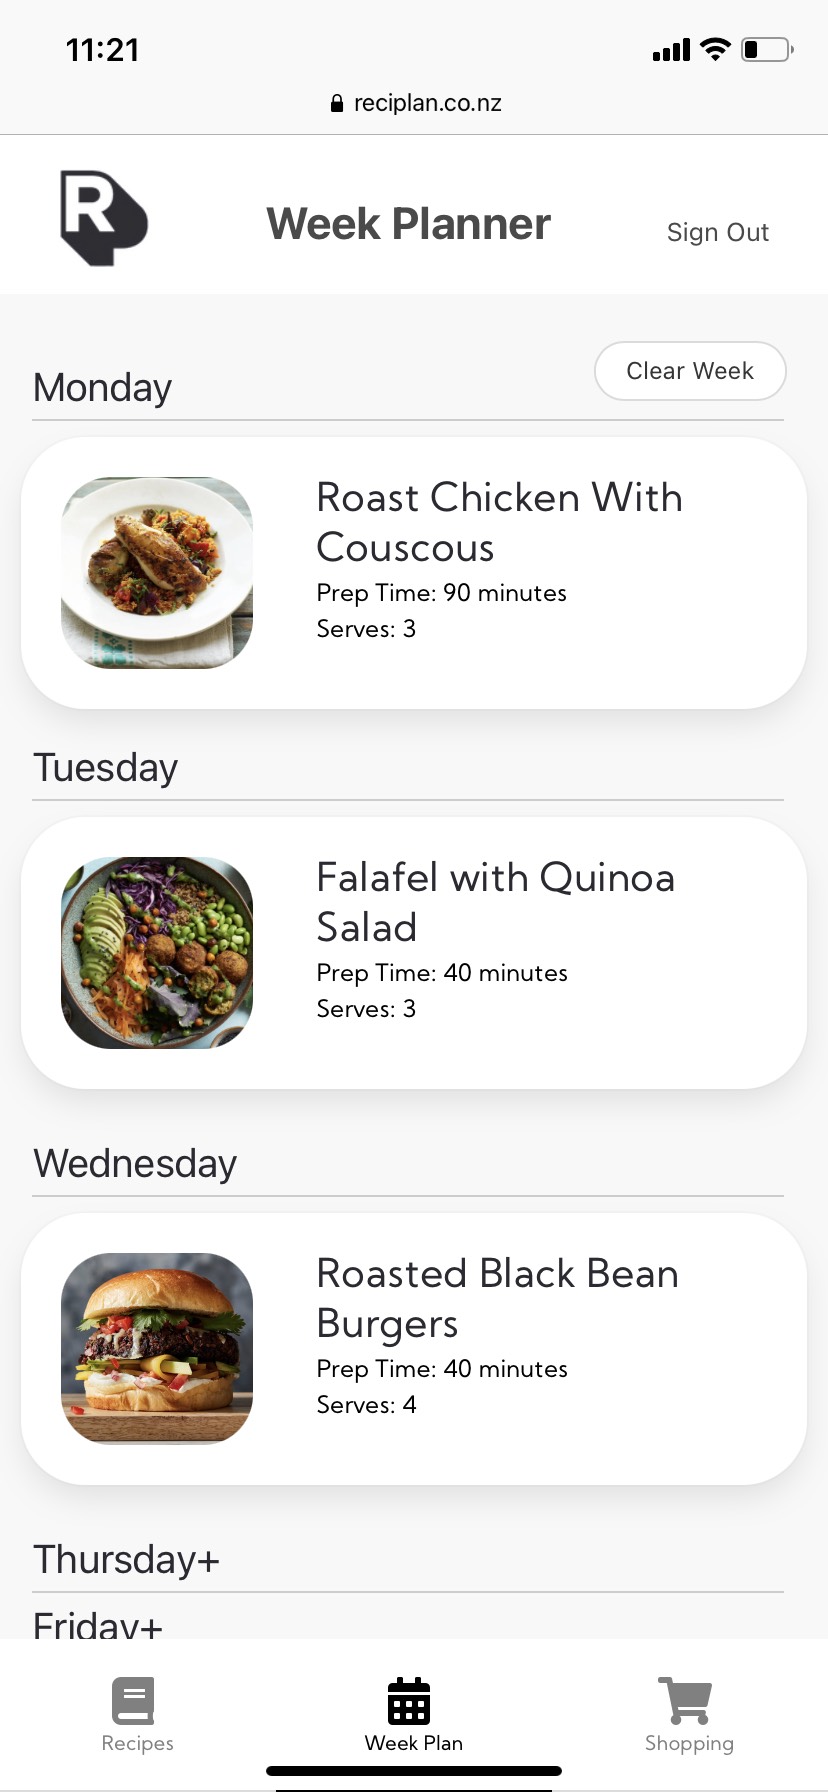 11:21
reciplan.co.nz
R
Week Planner
Sign Out
Clear Week
Monday
Roast Chicken With
Couscous
Prep Time: 90 minutes
Serves: 3
Tuesday
Falafel with Quinoa
Salad
Prep Time: 40 minutes
Serves: 3
Wednesday
Roasted Black Bean
Burgers
Prep Time: 40 minutes
Serves: 4
Thursday+
Friday+
Recipes
Week Plan
Shopping